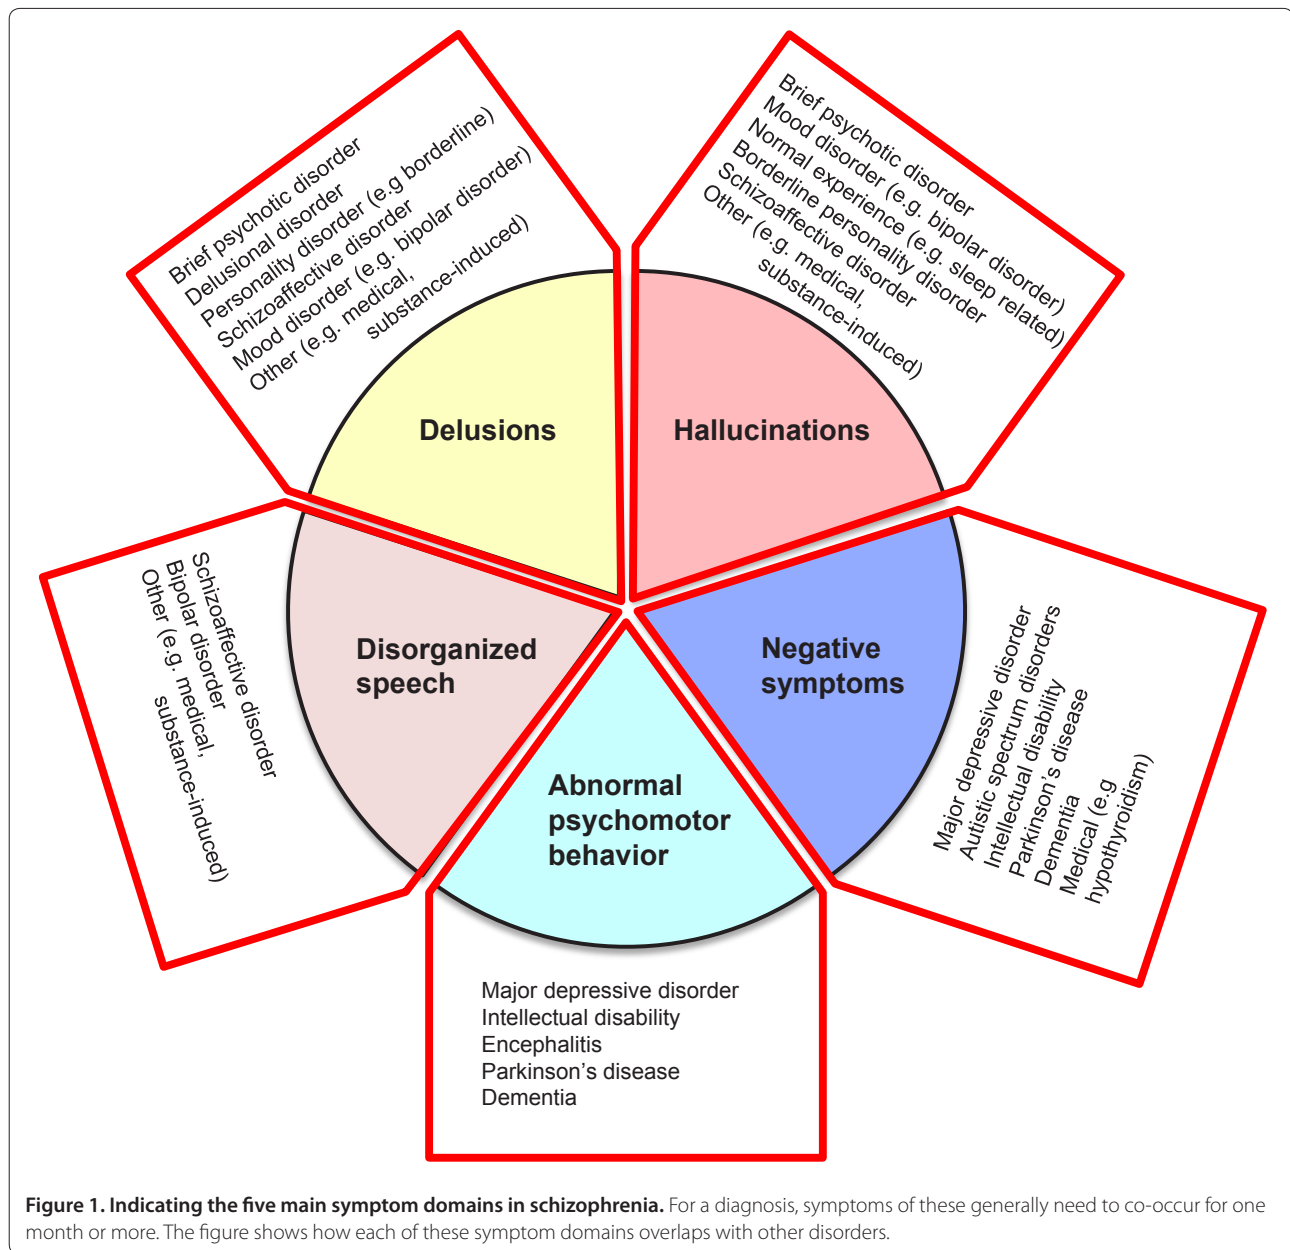 Brief psychotic disorder
Delusional disorder
Personality disorder (e.g borderline)
Schizoaffective disorder
Mood disorder (e.g. bipolar disorder)
Other (e.g. medical,
substance-induced)
Delusions
Brief psychotic disorder
Mood disorder (e.g. bipolar disorder)
Normal experience (e.g. sleep related)
Borderline personality disorder
Schizoaffective disorder
Other (e.g. medical,
substance-induced)
Hallucinations
Schizoaffective disorder
Bipolar disorder
Other (e.g. medical,
substance-induced)
Disorganized
speech
Negative
symptoms
Major depressive disorder
Autistic spectrum disorders
Intellectual disability
Parkinson's disease
Dementia
Medical (e.g
hypothyroidism)
Abnormal
psychomotor
behavior
Major depressive disorder
Intellectual disability
Encephalitis
Parkinson's disease
Dementia
Figure 1. Indicating the five main symptom domains in schizophrenia. For a diagnosis, symptoms of these generally need to co-occur for one
month or more. The figure shows how each of these symptom domains overlaps with other disorders.